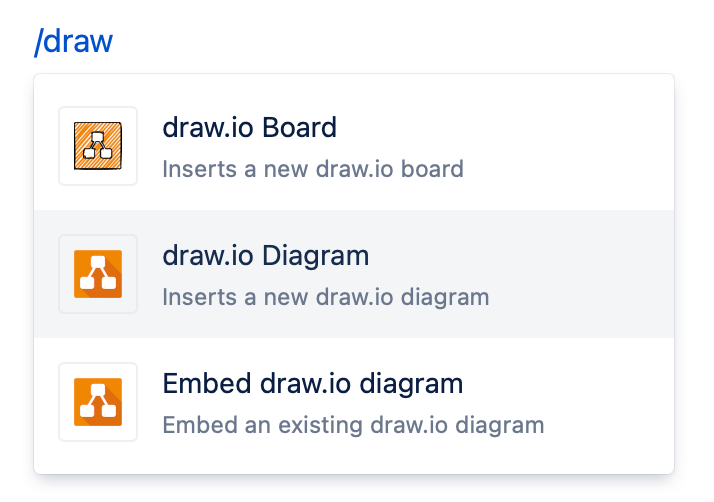 /draw
draw.io Board
Inserts a new draw.io board
draw.io Diagram
Inserts a new draw.io diagram
Embed draw.io diagram
Embed an existing draw.io diagram